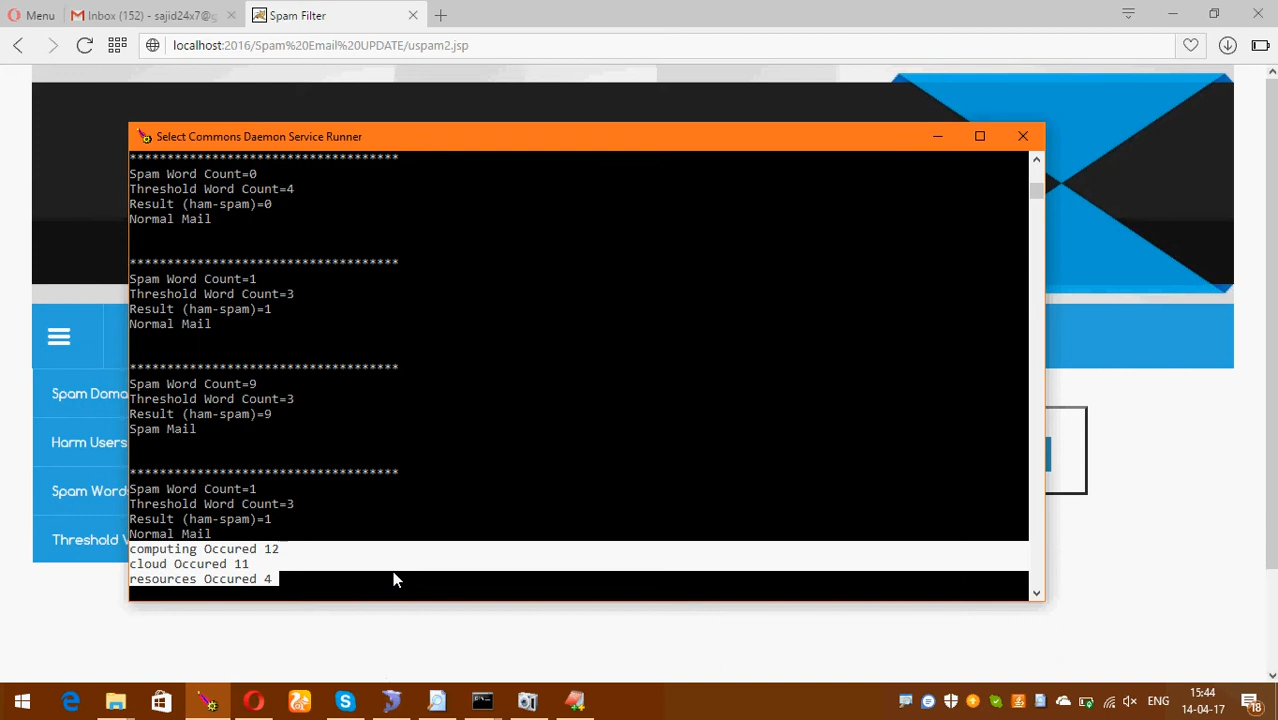 Menu
Inbox (152) - sajid24x7@g
Spam Filter
localhost:2016/Spam%20Email%20UPDATE/uspam2.jsp
Select Commons Daemon Service Runner
************************************
Spam Word Count=0
Threshold Word Count=4
Result (ham-spam)=0
Normal Mail
************************************
Spam Word Count=1
Threshold Word Count=3
Result (ham-spam)=1
Normal Mail
************************************
Spam Word Count=9
Threshold Word Count=3
Result (ham-spam)=9
Spam Mail
************************************
Spam Word Count=1
Threshold Word Count=3
Result (ham-spam)=1
Normal Mail
computing Occured 12
cloud Occured 11
resources Occured 4
Spam Doma
Harm Users
Spam Word
Threshold V
ENG
15:44
14-04-17
18